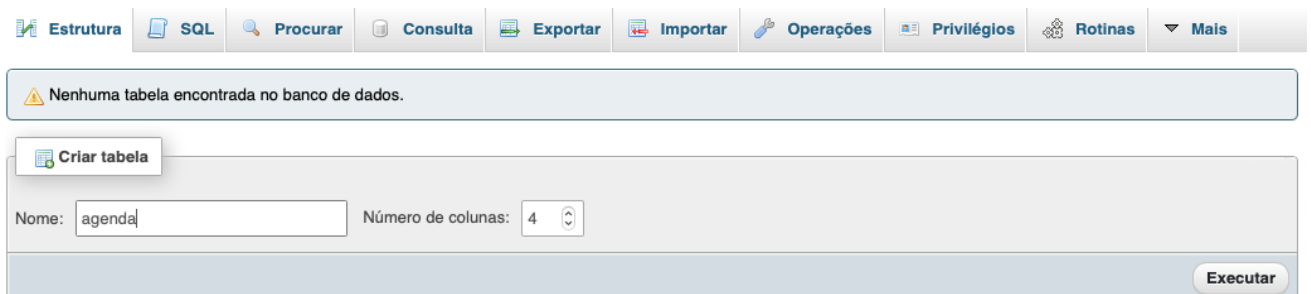 Estrutura SQL Procurar Consulta Exportar Importar Operações Privilégios Rotinas Mais
Nenhuma tabela encontrada no banco de dados.
Criar tabela
Nome: agenda Número de colunas: 4
Executar